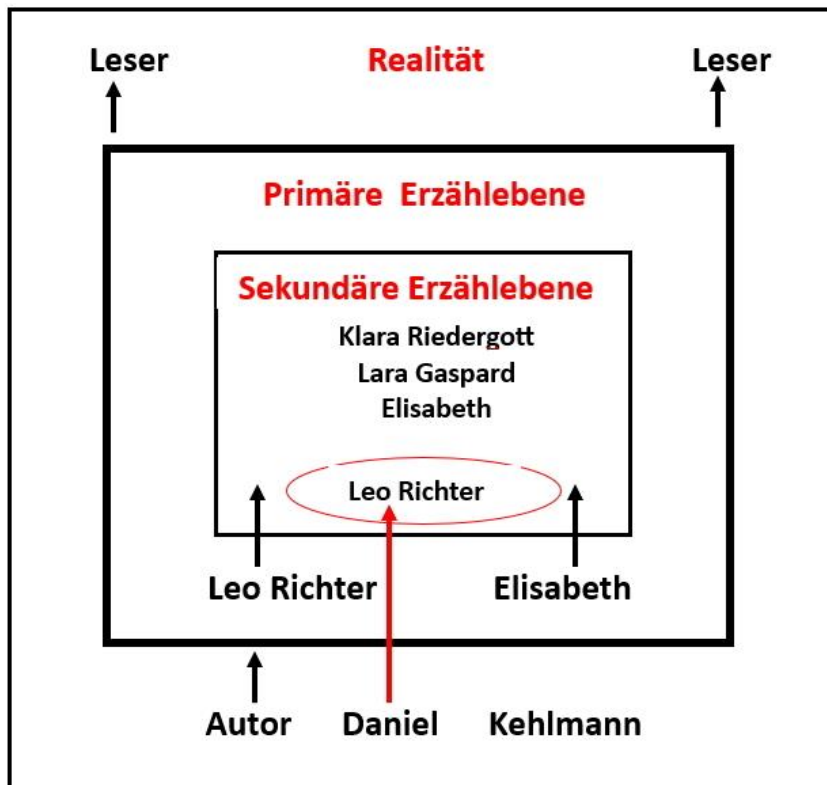 Leser Realität Leser
Primäre Erzählebene
Sekundäre Erzählebene
Klara Riedergott
Lara Gaspard
Elisabeth
Leo Richter
Leo Richter Elisabeth
Autor Daniel Kehlmann